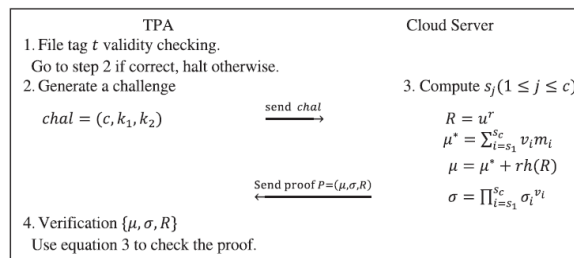 TPA
Cloud Server
1. File tag t validity checking.
Go to step 2 if correct, halt otherwise.
2. Generate a challenge
3. Compute s_j(1 ≤ j ≤ c)
send chal
chal = (c, k_1, k_2)
R = u^r
μ^* = ∑_{i=s_1}^{s_c} v_i m_i
μ = μ^* + rh(R)
Send proof P=(μ,σ,R)
σ = ∏_{i=s_1}^{s_c} σ_i^{v_i}
4. Verification {μ, σ, R}
Use equation 3 to check the proof.